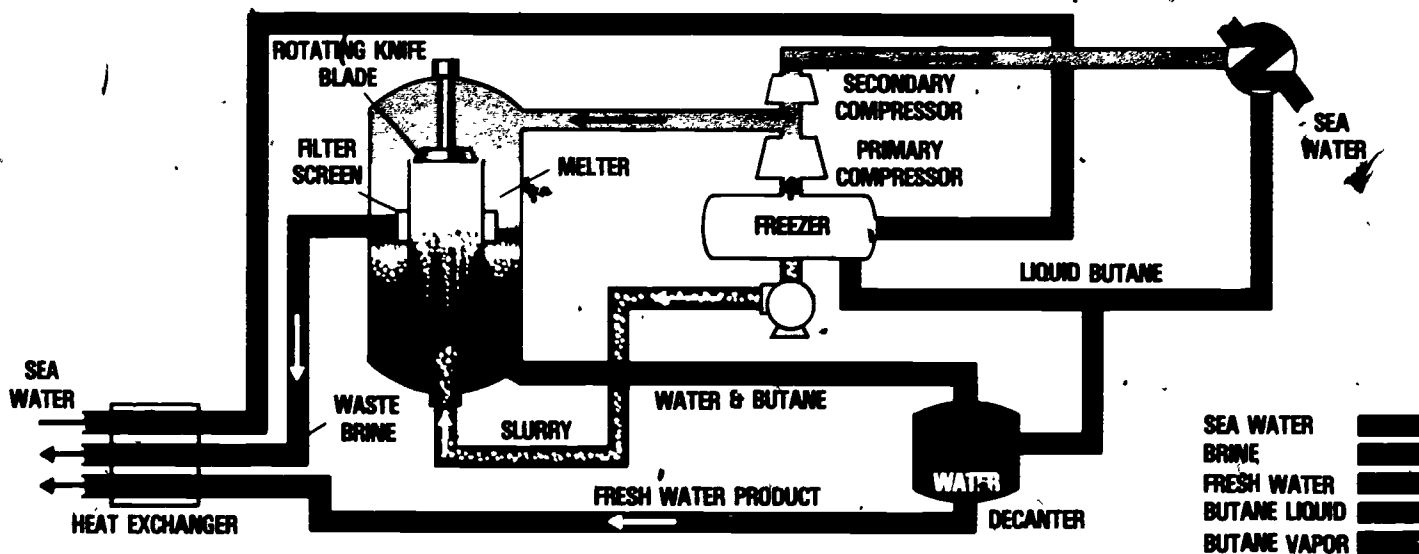 ROTATING KNIFE
BLADE
SECONDARY
COMPRESSOR
SEA
WATER
FILTER
SCREEN
MELTER
PRIMARY
COMPRESSOR
FREEZER
LIQUID BUTANE
SEA
WATER
WASTE
BRINE
SLURRY
WATER & BUTANE
WATER
FRESH WATER PRODUCT
DECANTER
HEAT EXCHANGER
SEA WATER
BRINE
FRESH WATER
BUTANE LIQUID
BUTANE VAPOR